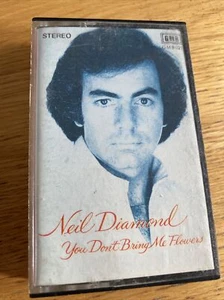 STEREO
Neil Diamond
You Don't Bring Me Flowers